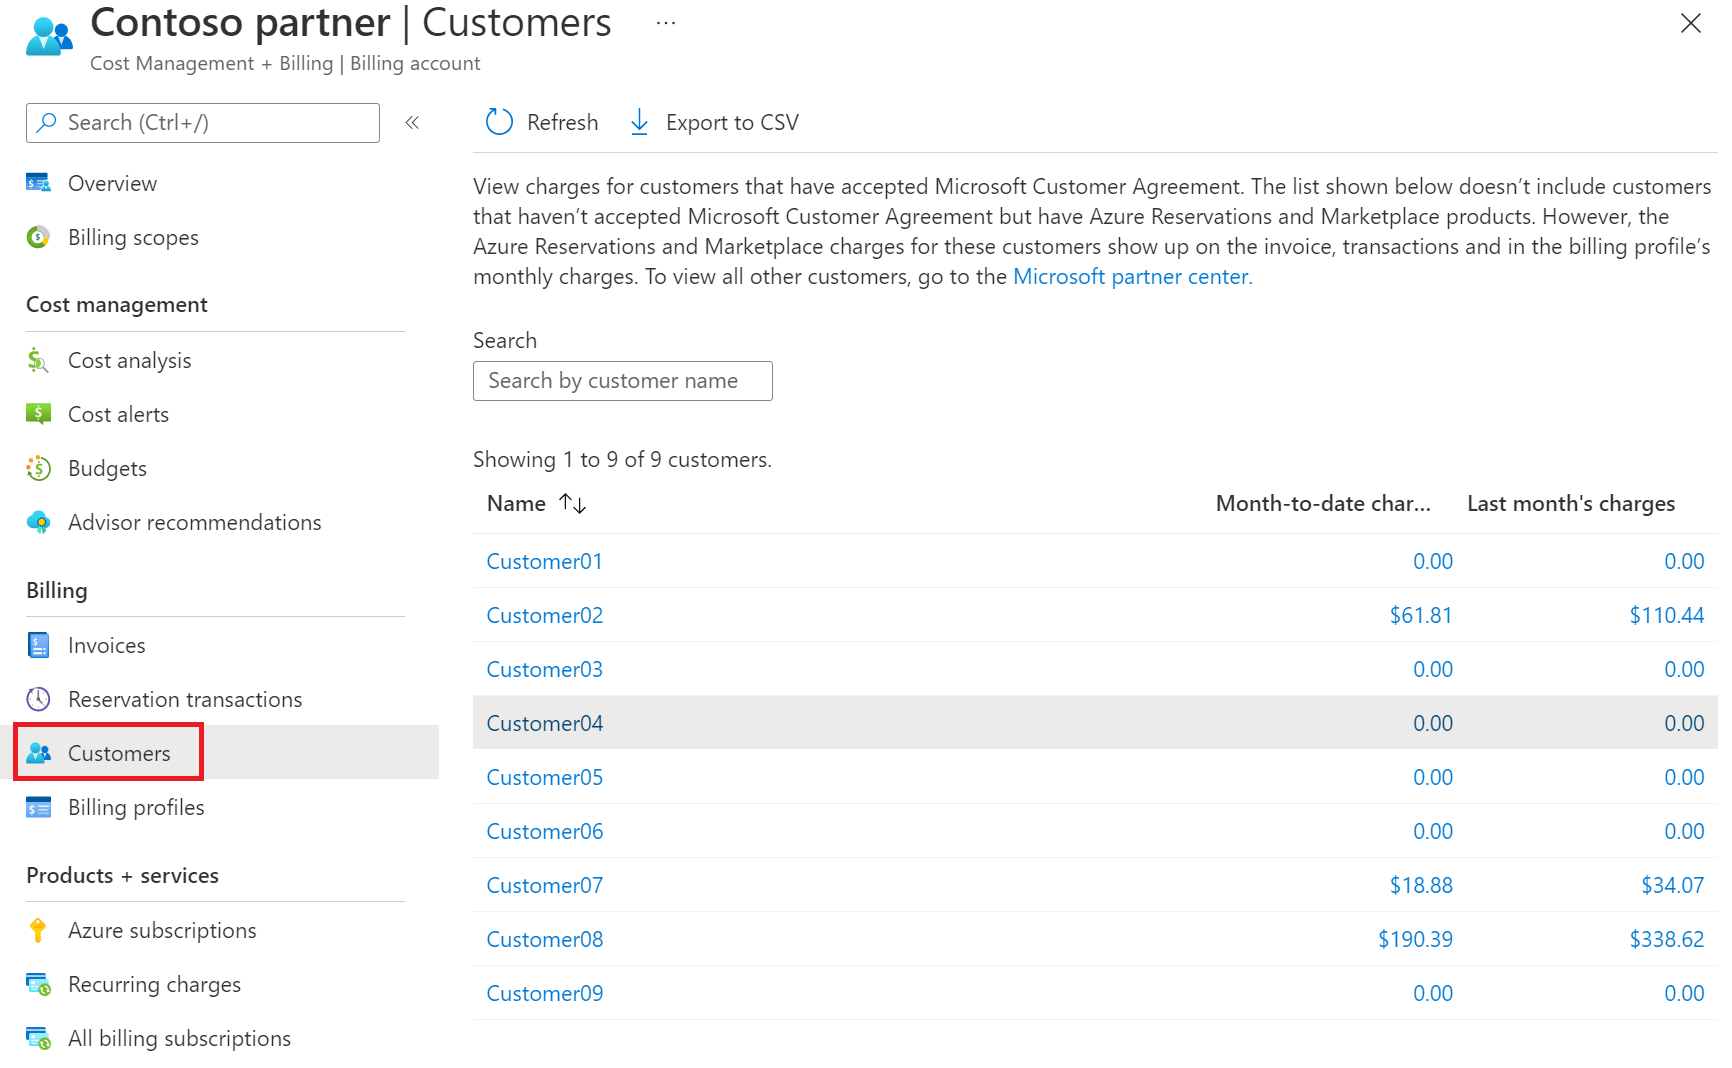 Contoso partner | Customers ...
Cost Management + Billing | Billing account
Search (Ctrl+/)
«
Overview
Billing scopes
Cost management
Cost analysis
Cost alerts
Budgets
Advisor recommendations
Billing
Invoices
Reservation transactions
Customers
Billing profiles
Products + services
Azure subscriptions
Recurring charges
All billing subscriptions
Refresh
Export to CSV
View charges for customers that have accepted Microsoft Customer Agreement. The list shown below doesn’t include customers
that haven’t accepted Microsoft Customer Agreement but have Azure Reservations and Marketplace products. However, the
Azure Reservations and Marketplace charges for these customers show up on the invoice, transactions and in the billing profile’s
monthly charges. To view all other customers, go to the Microsoft partner center.
Search
Search by customer name
Showing 1 to 9 of 9 customers.
Name ↑↓ Month-to-date char... Last month's charges
Customer01 0.00 0.00
Customer02 $61.81 $110.44
Customer03 0.00 0.00
Customer04 0.00 0.00
Customer05 0.00 0.00
Customer06 0.00 0.00
Customer07 $18.88 $34.07
Customer08 $190.39 $338.62
Customer09 0.00 0.00